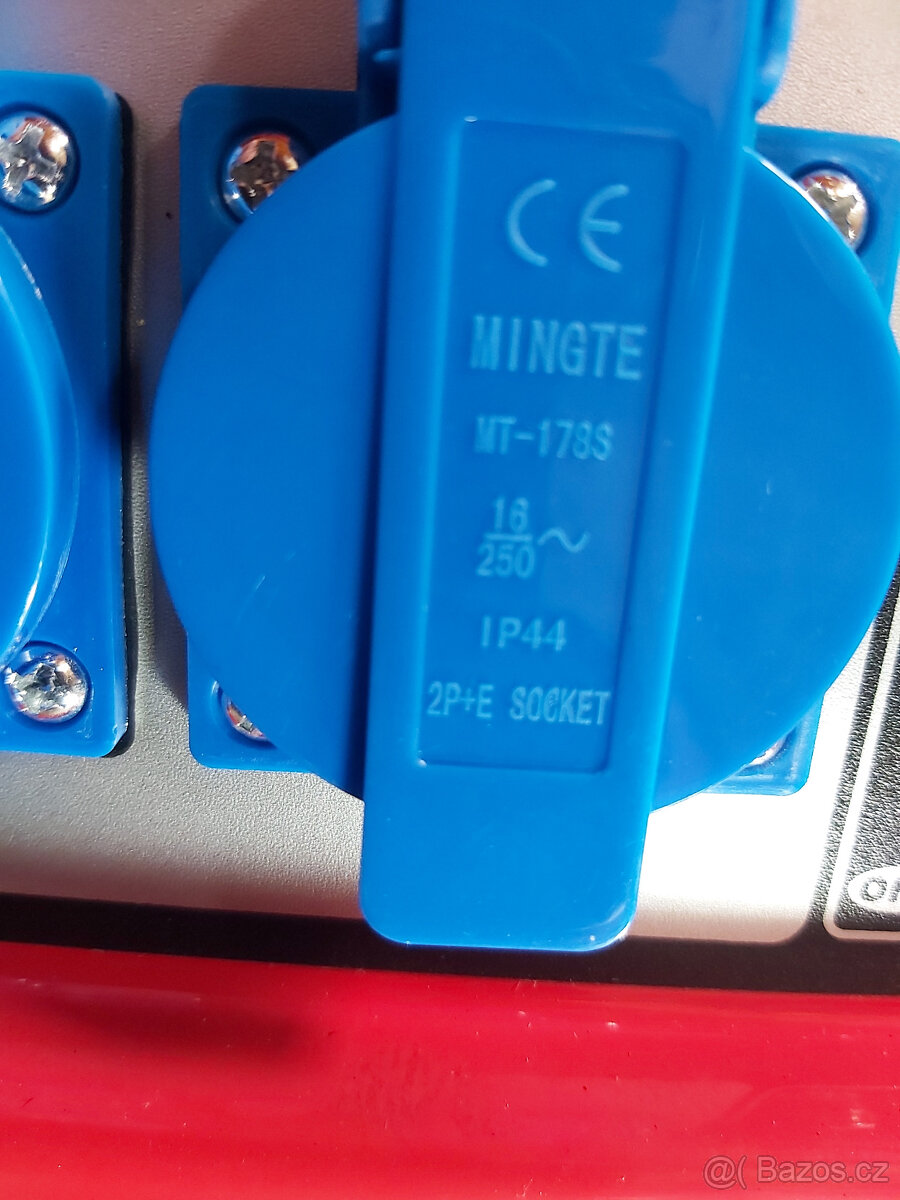 CE
MINGTE
MT-178S
16
250~
IP44
2P+E SOCKET
@( Bazos.cz